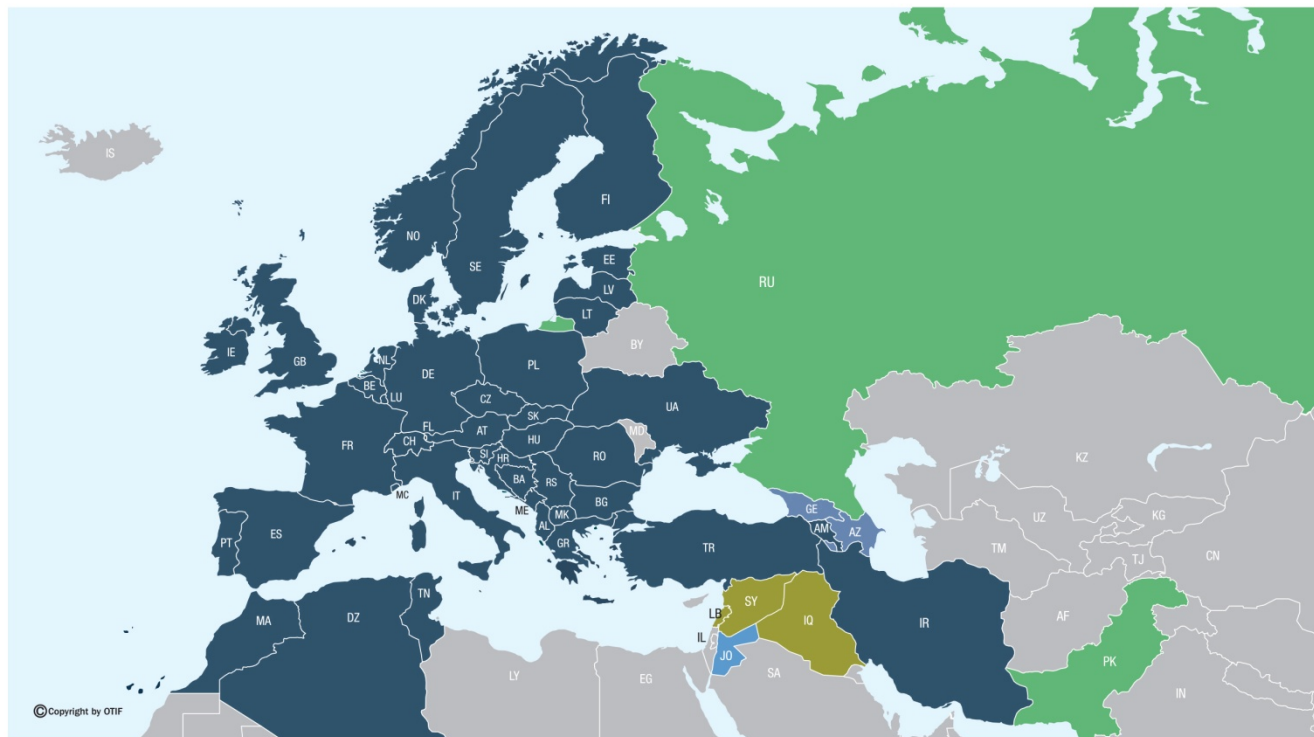 IS
NO
SE
FI
RU
EE
LV
LT
DK
BY
IE
GB
NL
BE
LU
DE
PL
CZ
SK
UA
MD
FL
CH
AT
HU
FR
SI
HR
RO
BA
RS
MC
IT
ME
MK
BG
AL
GR
PT
ES
TR
GE
AM
AZ
KZ
UZ
KG
TM
TJ
CN
MA
DZ
TN
LB
SY
IQ
IL
JO
IR
AF
PK
LY
EG
SA
IN
©Copyright by OTIF